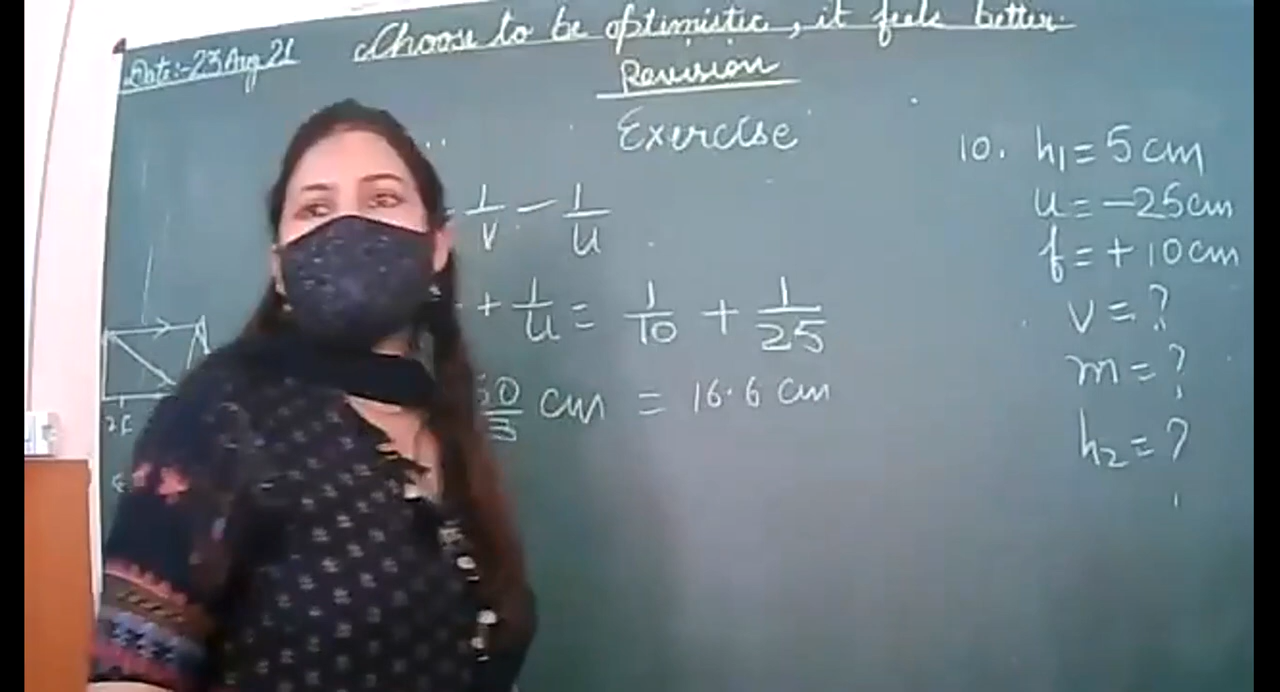 Date:- 23 Aug 21
Choose to be optimistic, it feels better.
Revision
Exercise
1/v - 1/u
+ 1/u = 1/10 + 1/25
50/3 cm = 16.6 cm
2F
10. h₁ = 5 cm
u = -25 cm
f = +10 cm
v = ?
m = ?
h₂ = ?